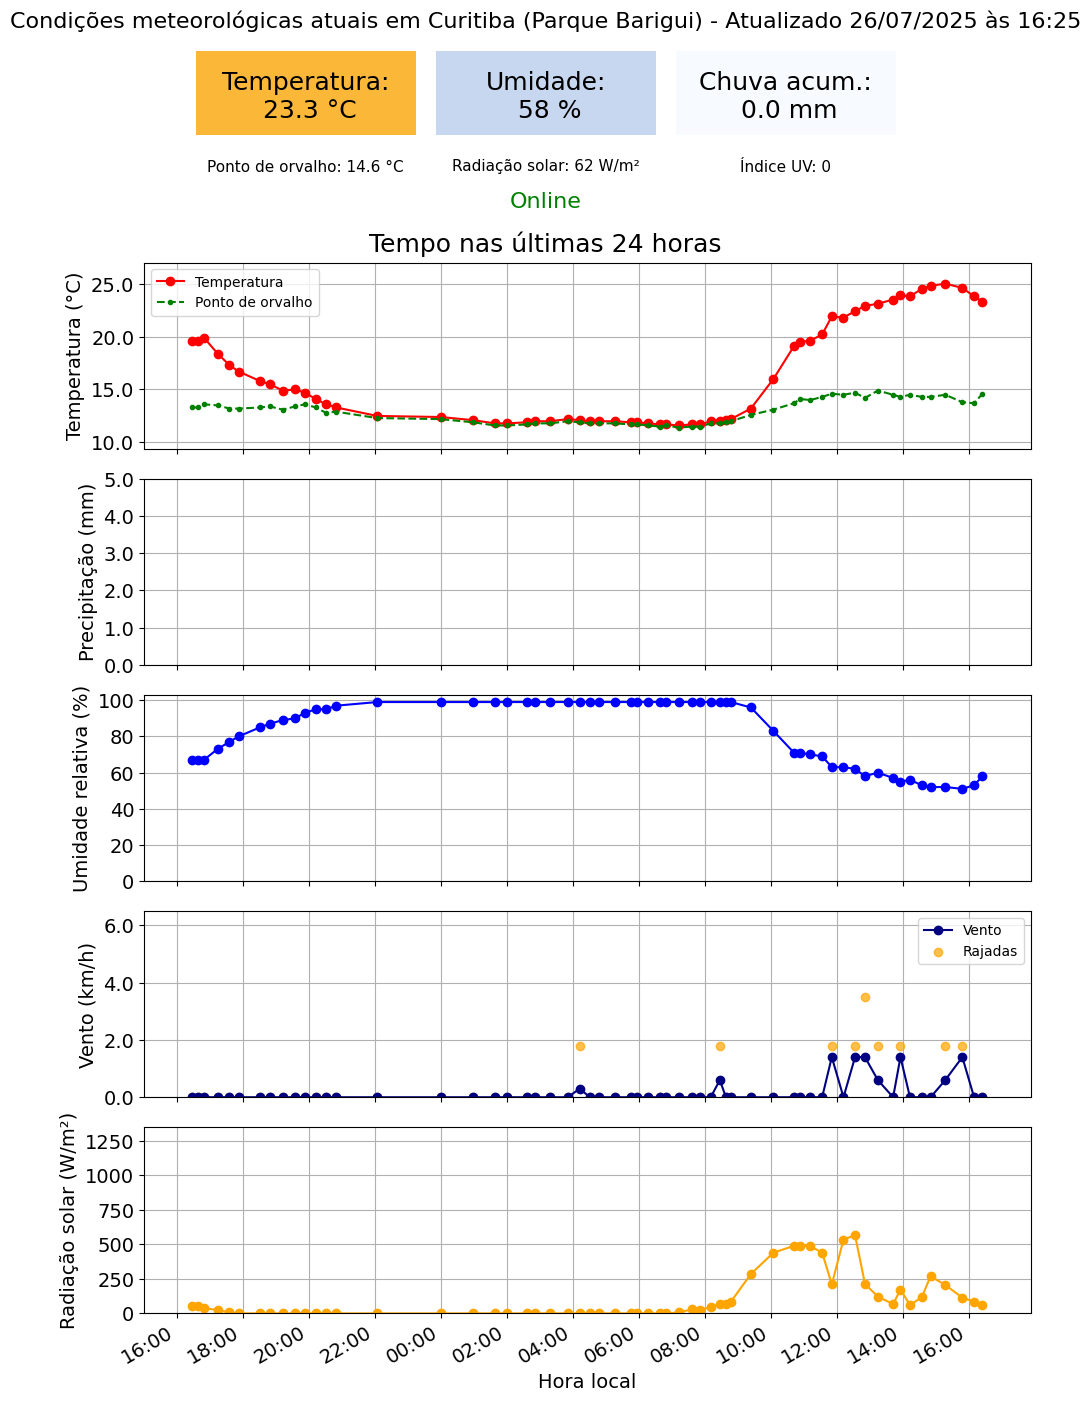 Condições meteorológicas atuais em Curitiba (Parque Barigui) - Atualizado 26/07/2025 às 16:25
Temperatura:
23.3 °C
Umidade:
58 %
Chuva acum.:
0.0 mm
Ponto de orvalho: 14.6 °C
Radiação solar: 62 W/m²
Índice UV: 0
Online
Tempo nas últimas 24 horas
Temperatura (°C)
25.0
20.0
15.0
10.0
Temperatura
Ponto de orvalho
Precipitação (mm)
5.0
4.0
3.0
2.0
1.0
0.0
Umidade relativa (%)
100
80
60
40
20
0
Vento (km/h)
6.0
4.0
2.0
0.0
Vento
Rajadas
Radiação solar (W/m²)
1250
1000
750
500
250
0
16:00
18:00
20:00
22:00
00:00
02:00
04:00
06:00
08:00
10:00
12:00
14:00
16:00
Hora local